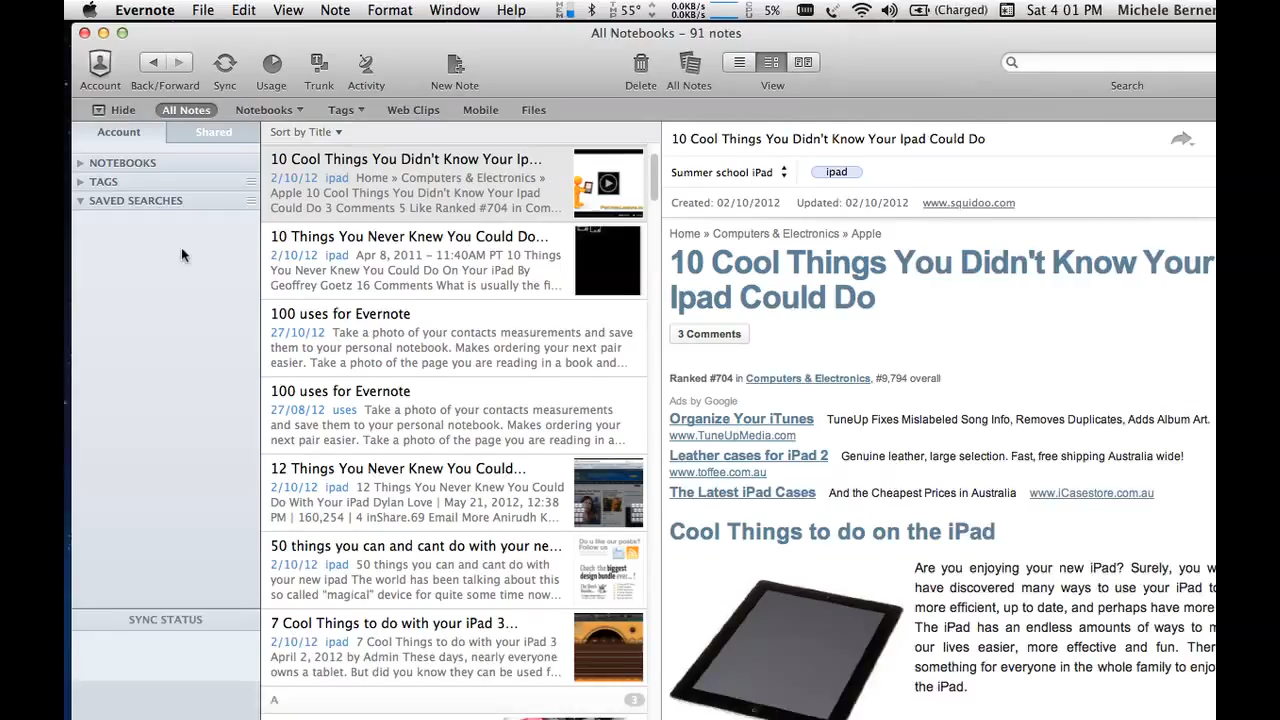 Evernote File Edit View Note Format Window Help MEM TMP 55° 0.0KB/s 0.0KB/s CPU 5% (Charged) Sat 4:01 PM Michele Berner
All Notebooks - 91 notes
Account Back/Forward Sync Usage Trunk Activity New Note Delete All Notes View Search
Hide All Notes Notebooks Tags Web Clips Mobile Files
Account Shared
NOTEBOOKS
TAGS
SAVED SEARCHES
SYNC STATUS
Sort by Title
10 Cool Things You Didn't Know Your Ip...
2/10/12 ipad Home » Computers & Electronics »
Apple 10 Cool Things You Didn't Know Your Ipad
Could Do 3 Comments 5 Like Ranked #704 in Com...
10 Things You Never Knew You Could Do...
2/10/12 ipad Apr 8, 2011 – 11:40AM PT 10 Things
You Never Knew You Could Do On Your iPad By
Geoffrey Goetz 16 Comments What is usually the fi...
100 uses for Evernote
27/10/12 Take a photo of your contacts measurements and save
them to your personal notebook. Makes ordering your next pair
easier. Take a photo of the page you are reading in a book and...
100 uses for Evernote
27/08/12 uses Take a photo of your contacts measurements
and save them to your personal notebook. Makes ordering your
next pair easier. Take a photo of the page you are reading in a...
12 Things You Never Knew You Could...
2/10/12 ipad 12 Things You Never Knew You Could
Do With Your iPad Dylan Love | May 21, 2012, 12:38
PM | 160,254 | 4 inShare.69 Email More Anirudh K...
50 things you can and cant do with your ne...
2/10/12 ipad 50 things you can and cant do with
your new ipad The world has been talking about this
so called "magical" device for quite some time now...
Do u like our posts?
Follow us
Check the
biggest
design bundle
7 Cool Things to do with your iPad 3...
2/10/12 ipad 7 Cool Things to do with your iPad 3
April 2, 2012 by Admin These days, nearly everyone
owns a tablet. But did you know they can be used f...
A 3
10 Cool Things You Didn't Know Your Ipad Could Do
Summer school iPad ipad
Created: 02/10/2012 Updated: 02/10/2012 www.squidoo.com
Home » Computers & Electronics » Apple
10 Cool Things You Didn't Know Your
Ipad Could Do
3 Comments
Ranked #704 in Computers & Electronics, #9,794 overall
Ads by Google
Organize Your iTunes TuneUp Fixes Mislabeled Song Info, Removes Duplicates, Adds Album Art.
www.TuneUpMedia.com
Leather cases for iPad 2 Genuine leather, large selection. Fast, free shipping Australia wide!
www.toffee.com.au
The Latest iPad Cases And the Cheapest Prices in Australia www.iCasestore.com.au
Cool Things to do on the iPad
Are you enjoying your new iPad? Surely, you w
have discovered many ways to use your iPad to
more efficient, up to date, and perhaps have more
The iPad has an endless amounts of ways to m
our lives easier, more effective and fun. Ther
something for everyone in the whole family to enjo
the iPad.